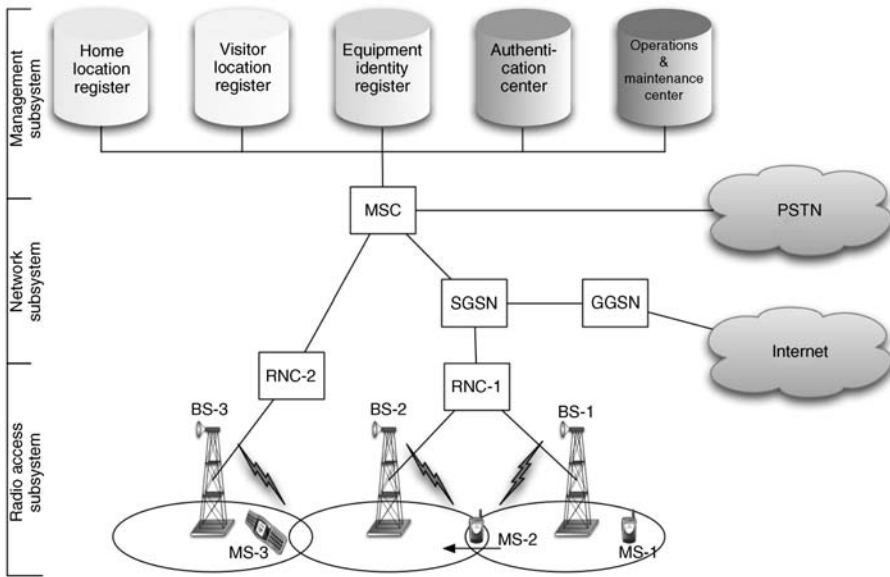 Management
subsystem
Home
location
register
Visitor
location
register
Equipment
identity
register
Authenti-
cation
center
Operations
&
maintenance
center
Network
subsystem
MSC
PSTN
SGSN
GGSN
Internet
RNC-2
RNC-1
Radio access
subsystem
BS-3
BS-2
BS-1
MS-3
MS-2
MS-1